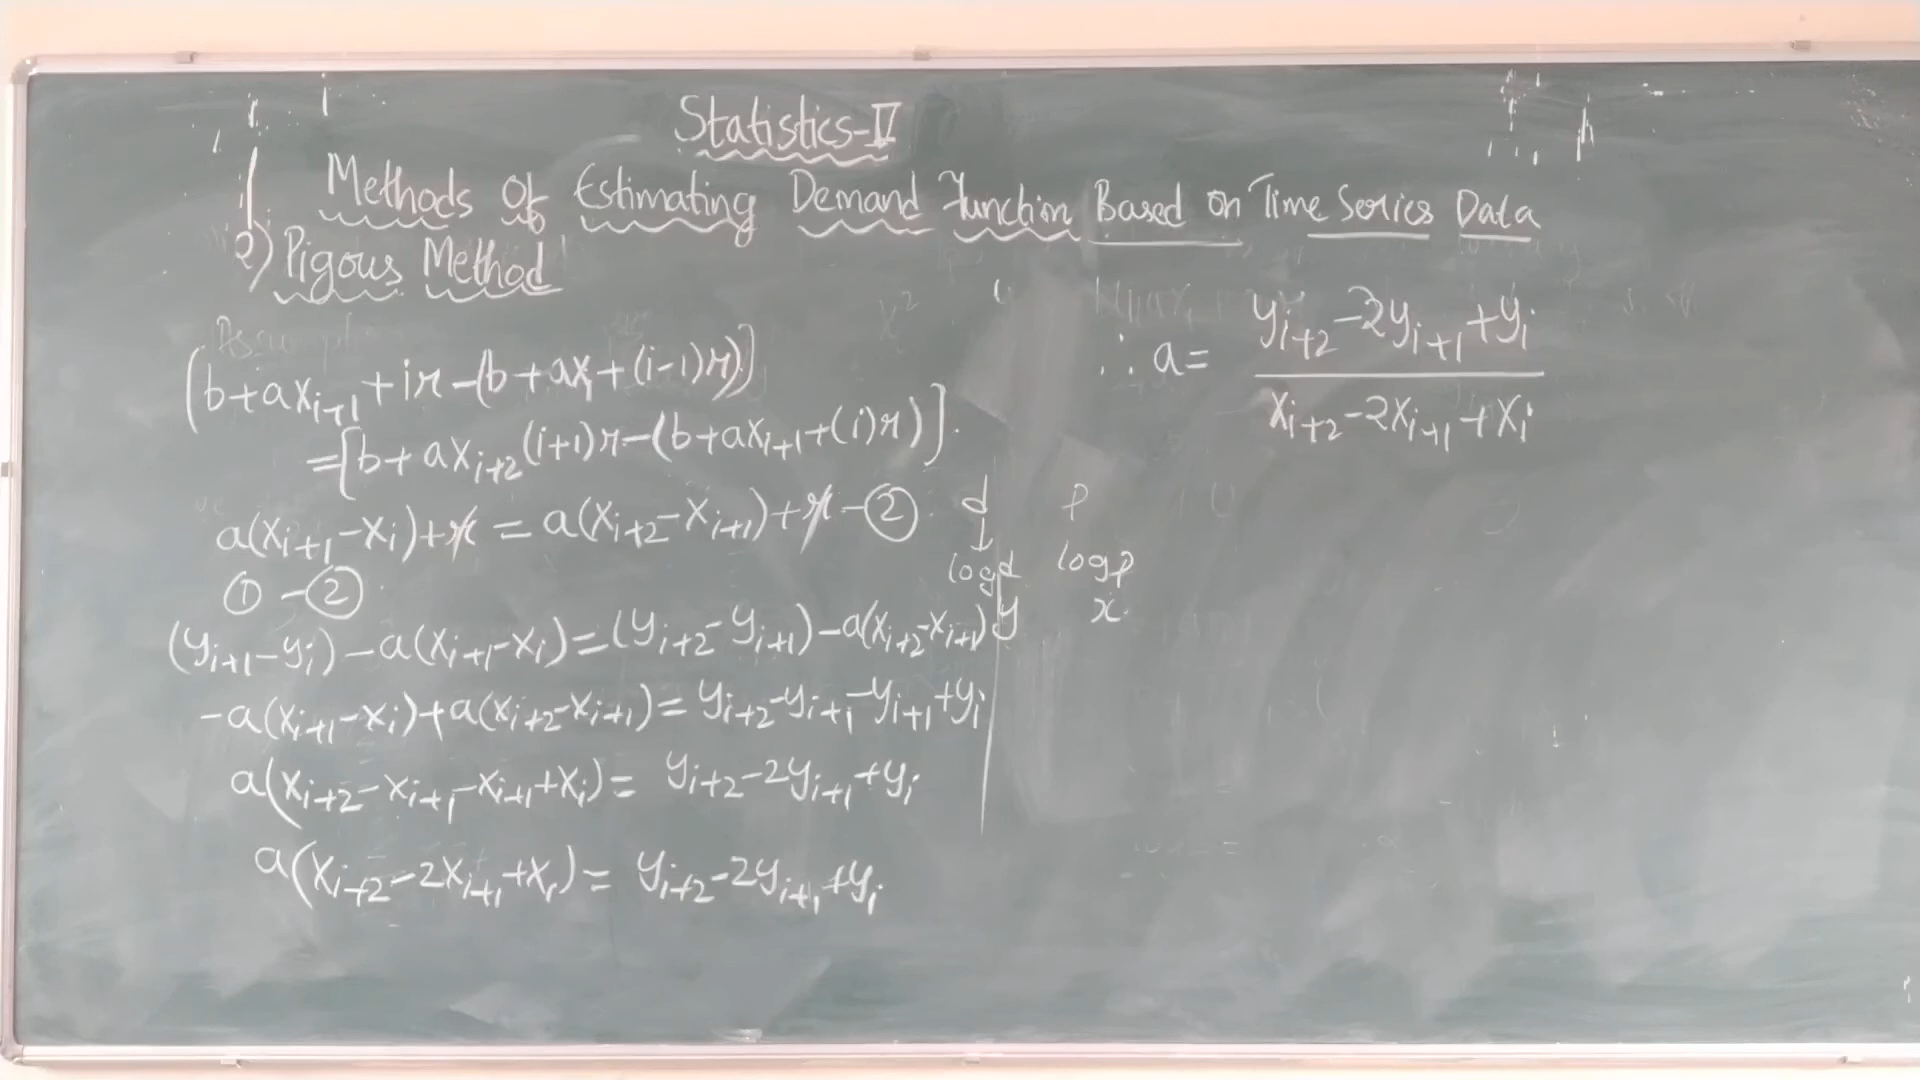 Statistics-IV
Methods Of Estimating Demand Function Based on Time Series Data
2) Pigous Method
(b+ax_{i+1}+ir-(b+ax_i+(i-1)r)]
=[b+ax_{i+2}(i+1)r-(b+ax_{i+1}+(i)r)].
a(x_{i+1}-x_i)+r = a(x_{i+2}-x_{i+1})+r-②
①-②
(y_{i+1}-y_i)-a(x_{i+1}-x_i)=(y_{i+2}-y_{i+1})-a(x_{i+2}-x_{i+1})
-a(x_{i+1}-x_i)+a(x_{i+2}-x_{i+1})=y_{i+2}-y_{i+1}-y_{i+1}+y_i
a(x_{i+2}-x_{i+1}-x_{i+1}+x_i)= y_{i+2}-2y_{i+1}+y_i
a(x_{i+2}-2x_{i+1}+x_i)= y_{i+2}-2y_{i+1}+y_i
d p
↓
logd logp
y x
∴ a= y_{i+2}-2y_{i+1}+y_i
x_{i+2}-2x_{i+1}+x_i